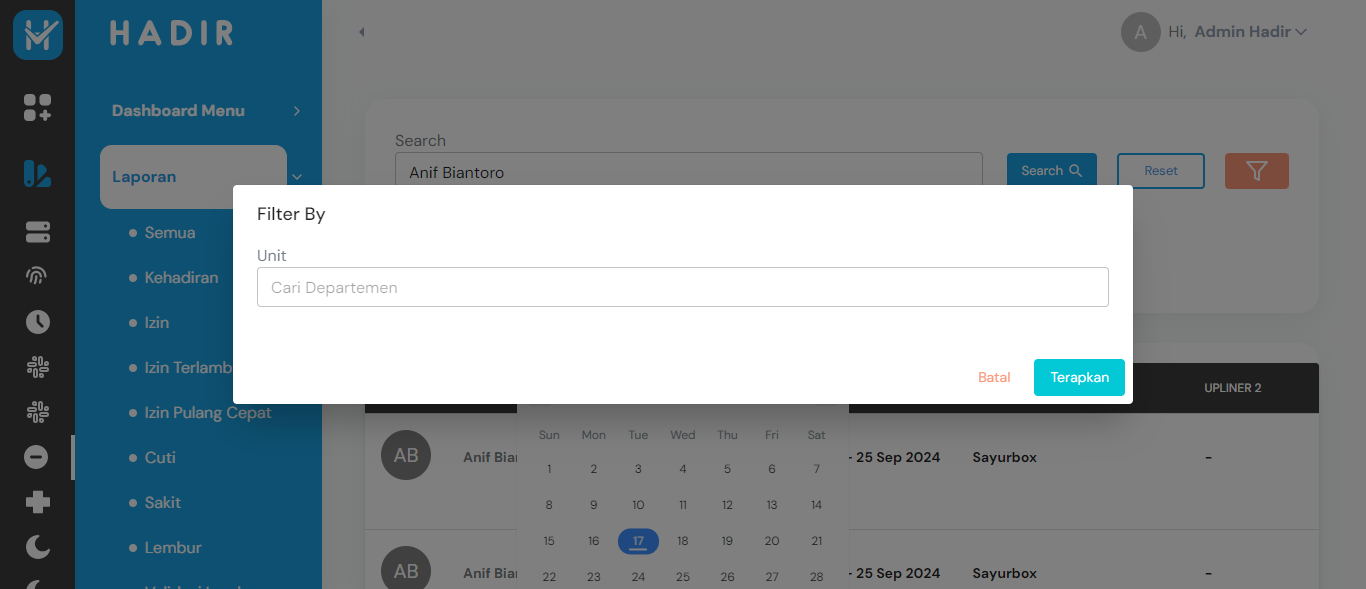 HADIR
A Hi, Admin Hadir
Dashboard Menu
Laporan
Semua
Kehadiran
Izin
Izin Terlamb
Izin Pulang Cepat
Cuti
Sakit
Lembur
Search
Anif Biantoro
Search
Reset
Filter By
Unit
Cari Departemen
Batal
Terapkan
UPLINER 2
Sun Mon Tue Wed Thu Fri Sat
1 2 3 4 5 6 7
8 9 10 11 12 13 14
15 16 17 18 19 20 21
22 23 24 25 26 27 28
AB Anif Bian - 25 Sep 2024 Sayurbox -
AB Anif Bian - 25 Sep 2024 Sayurbox -